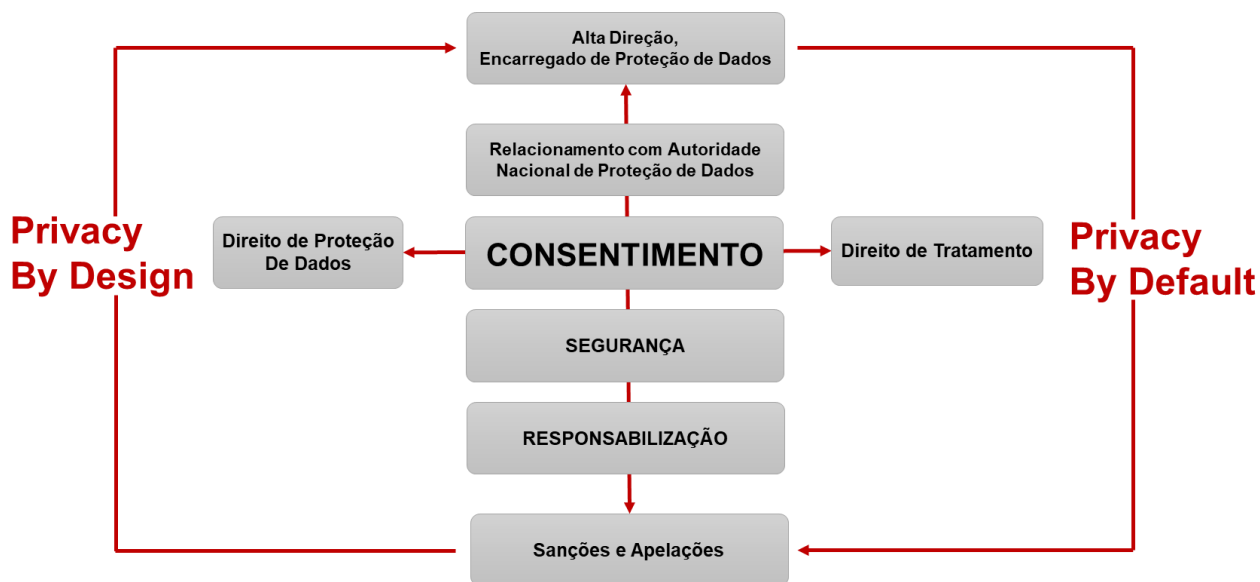 Alta Direção,
Encarregado de Proteção de Dados
Relacionamento com Autoridade
Nacional de Proteção de Dados
Privacy
By Design
Direito de Proteção
De Dados
CONSENTIMENTO
Direito de Tratamento
Privacy
By Default
SEGURANÇA
RESPONSABILIZAÇÃO
Sanções e Apelações